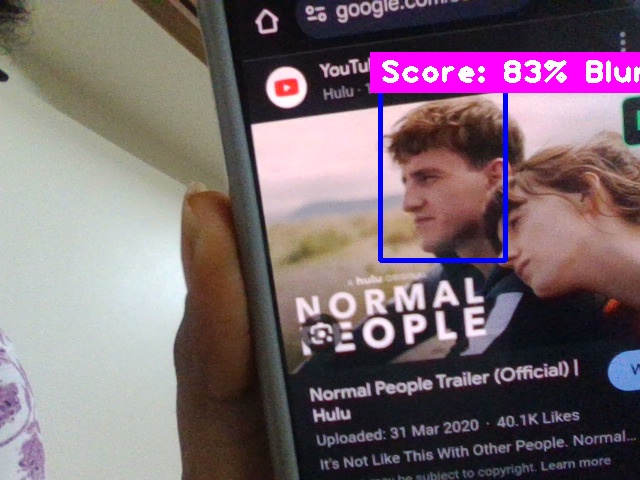 google.com/
YouTu
Score: 83% Blur
Hulu
A hulu ORIGINAL
NORMAL
PEOPLE
Normal People Trailer (Official) |
Hulu
Uploaded: 31 Mar 2020 · 40.1K Likes
It's Not Like This With Other People. Normal...
may be subject to copyright. Learn more